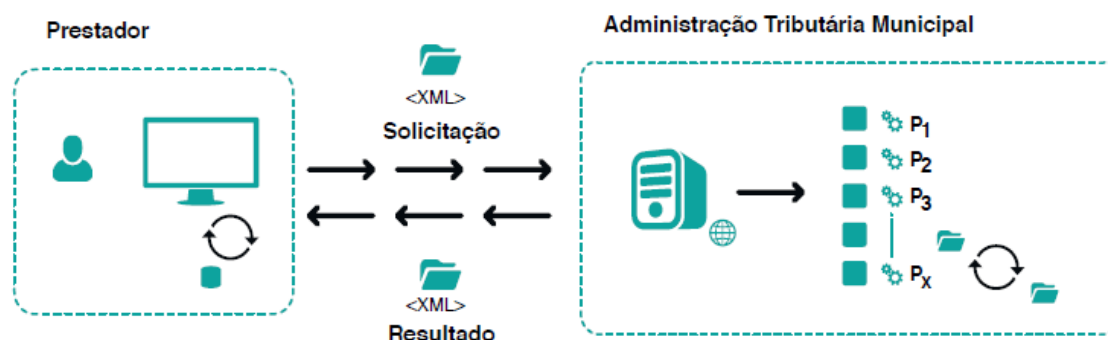 Prestador
Administração Tributária Municipal
<XML>
Solicitação
P1
P2
P3
PX
<XML>
Resultado